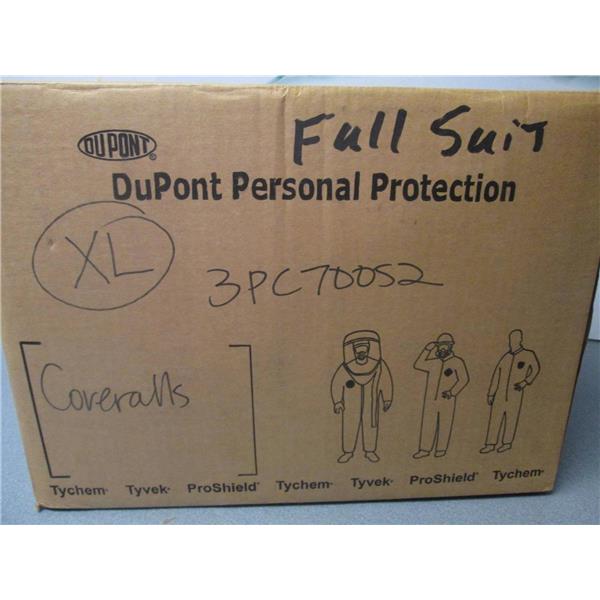 DUPONT®
Full Suit
DuPont Personal Protection
XL
3PC70052
Coveralls
Tychem® Tyvek® ProShield® Tychem® Tyvek® ProShield® Tychem®